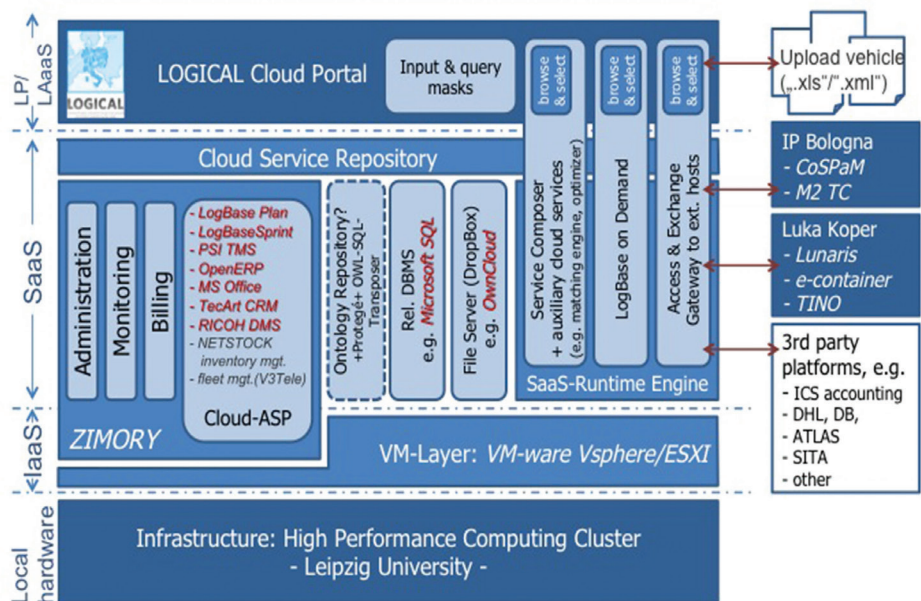 LP/
LAaaS
LOGICAL
LOGICAL Cloud Portal
Input & query
masks
browse
& select
browse
& select
browse
& select
Upload vehicle
(„.xls“/“.xml“)
SaaS
Cloud Service Repository
Administration
Monitoring
Billing
- LogBase Plan
- LogBaseSprint
- PSI TMS
- OpenERP
- MS Office
- TecArt CRM
- RICOH DMS
- NETSTOCK
inventory mgt.
- fleet mgt.(V3Tele)
Cloud-ASP
ZIMORY
Ontology Repository?
+Protegé+ OWL-SQL-
Transposer
Rel. DBMS
e.g. Microsoft SQL
File Server (DropBox)
e.g. OwnCloud
Service Composer
+ auxiliary cloud services
(e.g. matching engine, optimizer)
LogBase on Demand
Access & Exchange
Gateway to ext. hosts
SaaS-Runtime Engine
IP Bologna
- CoSPaM
- M2 TC
Luka Koper
- Lunaris
- e-container
- TINO
3rd party
platforms, e.g.
- ICS accounting
- DHL, DB,
- ATLAS
- SITA
- other
IaaS
VM-Layer: VM-ware Vsphere/ESXI
Local
hardware
Infrastructure: High Performance Computing Cluster
- Leipzig University -